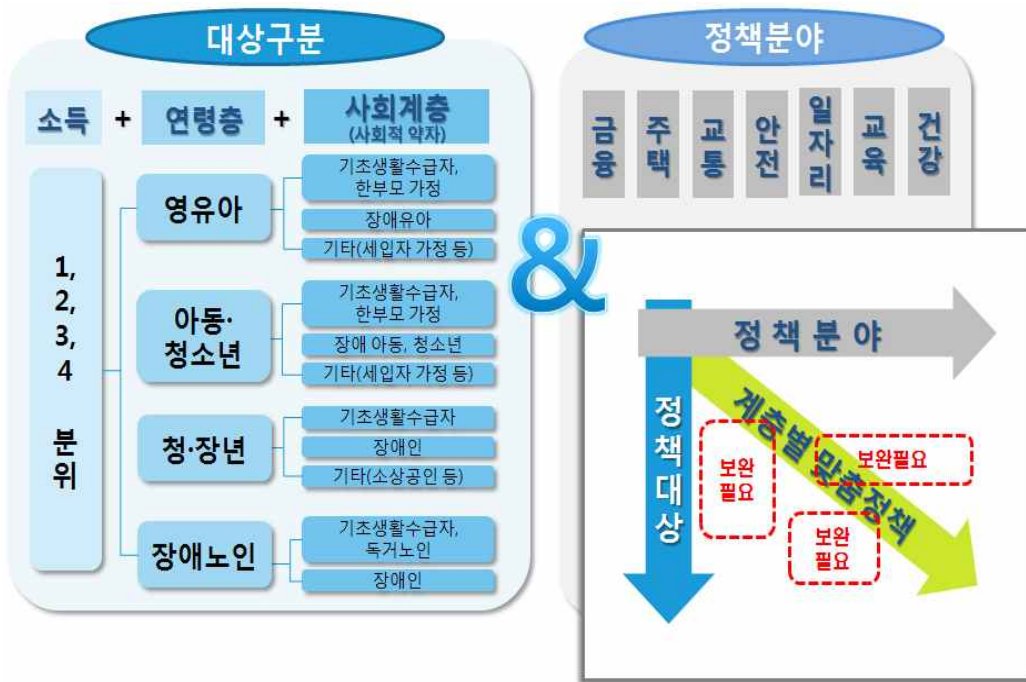 대상구분
소득 + 연령층 + 사회계층
(사회적 약자)
1,
2,
3,
4
분
위
영유아
기초생활수급자,
한부모 가정
장애유아
기타(세입자 가정 등)
아동·
청소년
기초생활수급자,
한부모 가정
장애 아동, 청소년
기타(세입자 가정 등)
청·장년
기초생활수급자
장애인
기타(소상공인 등)
장애노인
기초생활수급자,
독거노인
장애인
&
정책분야
금융
주택
교통
안전
일자리
교육
건강
정책분야
정책대상
계층별 맞춤정책
보완
필요
보완필요
보완
필요